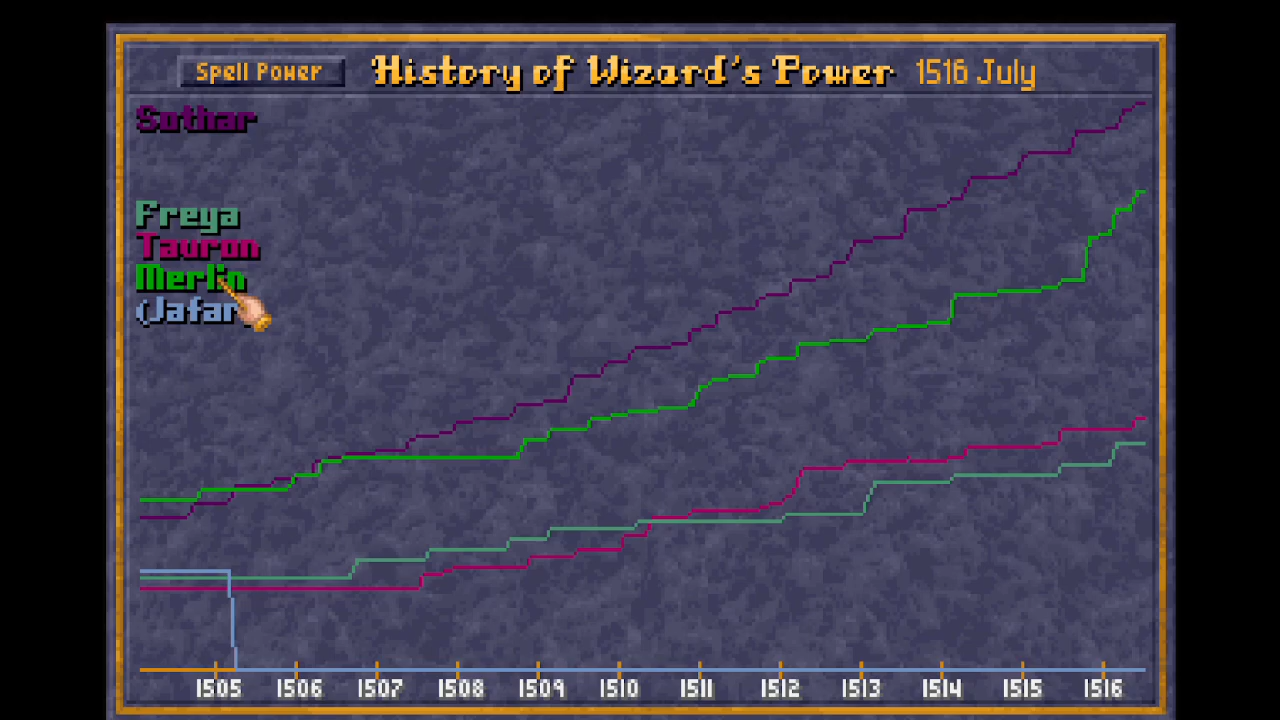 Spell Power History of Wizard's Power 1516 July
Sothar
Freya
Tauron
Merlin
(Jafar
1505 1506 1507 1508 1509 1510 1511 1512 1513 1514 1515 1516